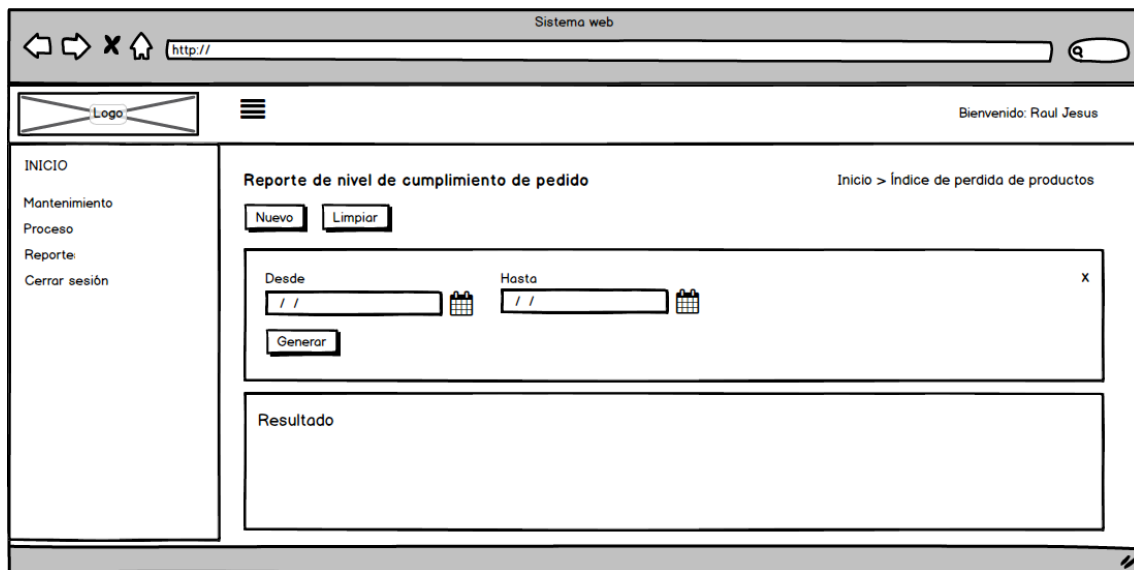 Sistema web
http://
Logo
Bienvenido: Raul Jesus
INICIO
Mantenimiento
Proceso
Reporte
Cerrar sesión
Reporte de nivel de cumplimiento de pedido
Inicio > Índice de perdida de productos
Nuevo
Limpiar
Desde
Hasta
x
/ /
/ /
Generar
Resultado